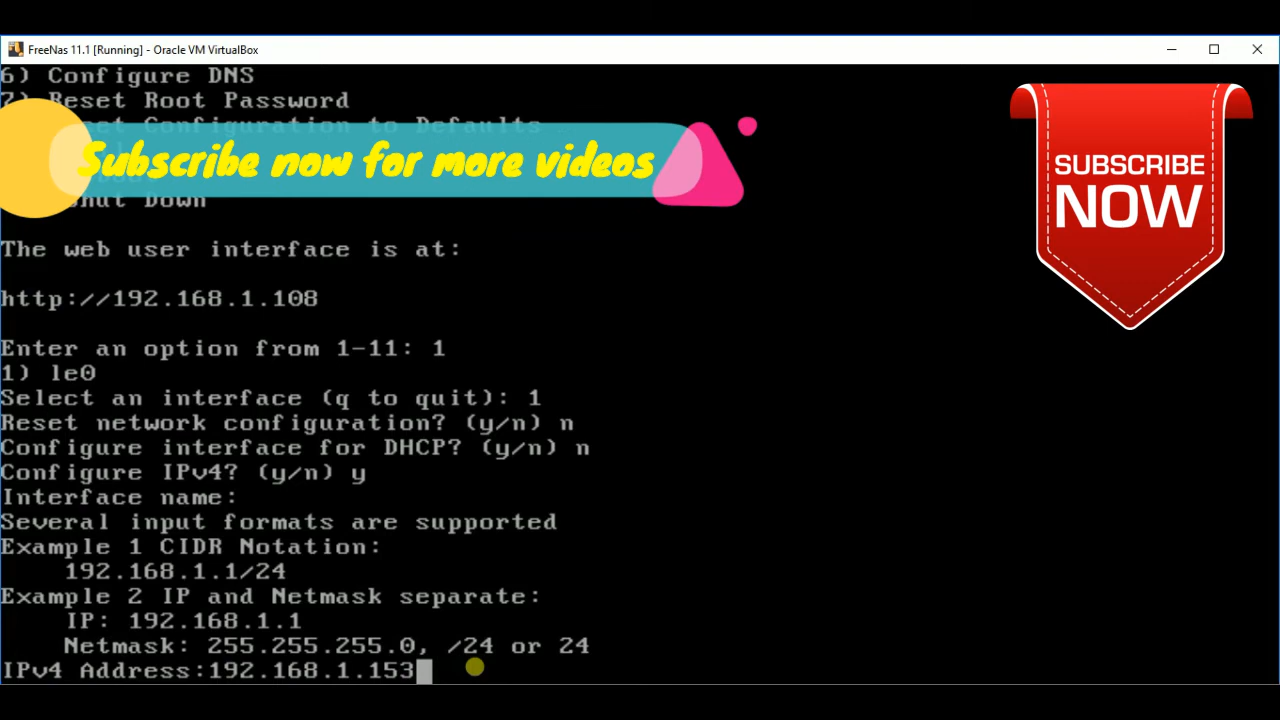 FreeNas 11.1 [Running] - Oracle VM VirtualBox
6) Configure DNS
7) Reset Root Password
Configuration to Defaults
Subscribe now for more videos
Shut Down
SUBSCRIBE
NOW
The web user interface is at:
http://192.168.1.108
Enter an option from 1-11: 1
1) le0
Select an interface (q to quit): 1
Reset network configuration? (y/n) n
Configure interface for DHCP? (y/n) n
Configure IPv4? (y/n) y
Interface name:
Several input formats are supported
Example 1 CIDR Notation:
192.168.1.1/24
Example 2 IP and Netmask separate:
IP: 192.168.1.1
Netmask: 255.255.255.0, /24 or 24
IPv4 Address:192.168.1.153